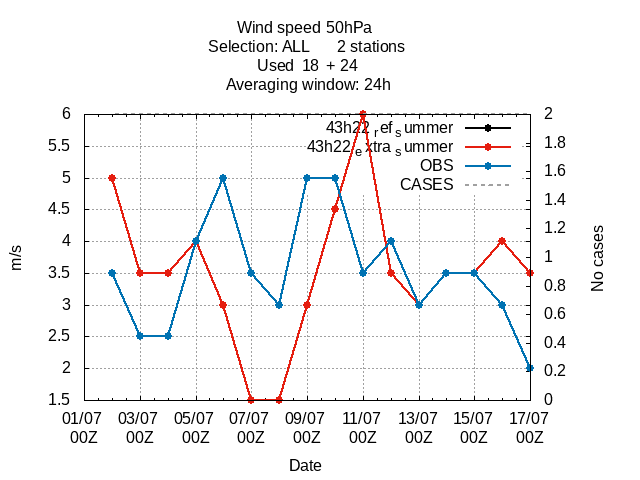 Wind speed 50hPa
Selection: ALL 2 stations
Used 18 + 24
Averaging window: 24h
43h22refsummer
43h22extrasummer
OBS
CASES
6
5.5
5
4.5
4
3.5
3
2.5
2
1.5
m/s
2
1.8
1.6
1.4
1.2
1
0.8
0.6
0.4
0.2
0
No cases
01/07 03/07 05/07 07/07 09/07 11/07 13/07 15/07 17/07
00Z 00Z 00Z 00Z 00Z 00Z 00Z 00Z 00Z
Date